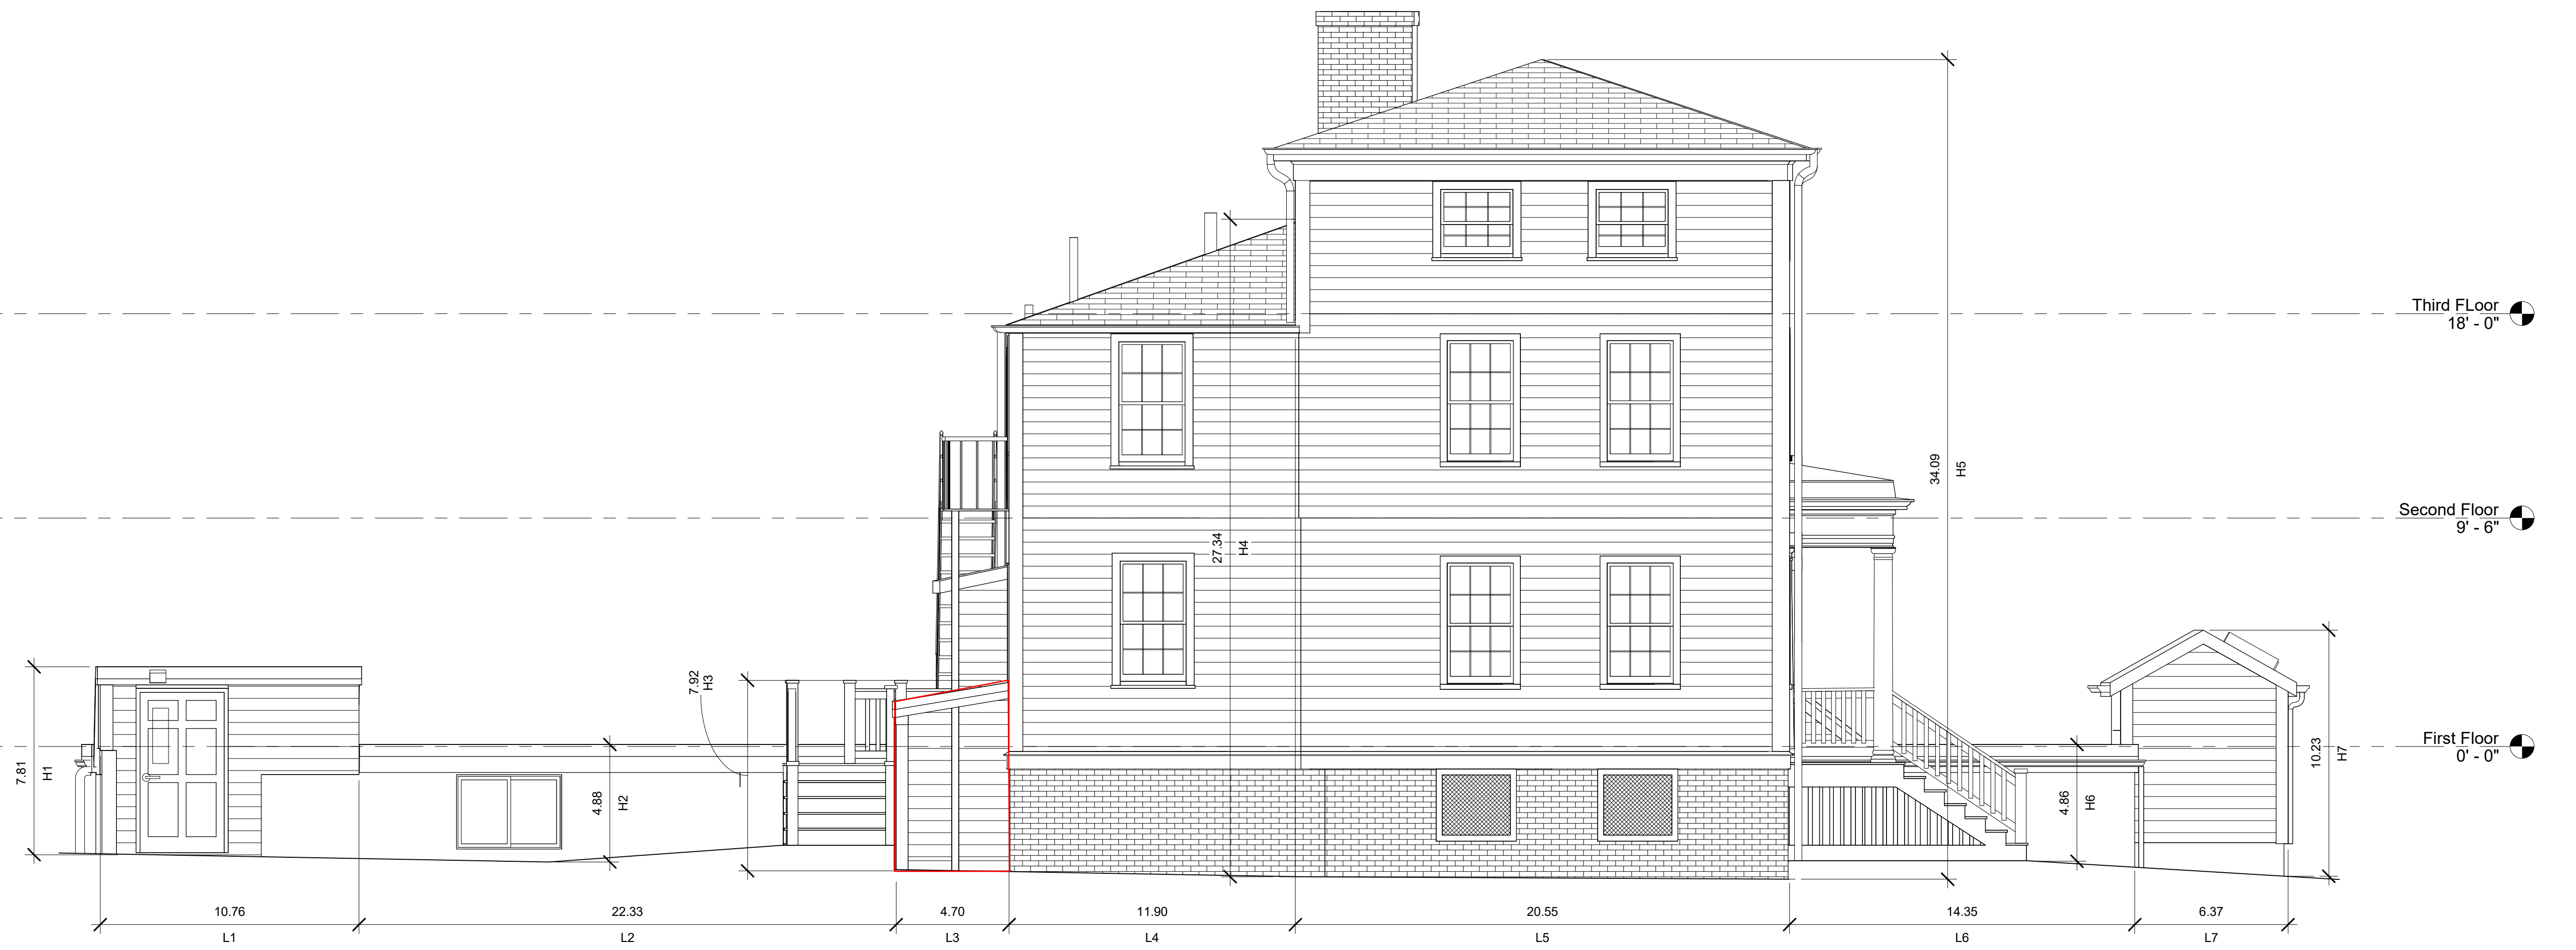 Third FLoor
18' - 0"
34.09
H5
Second Floor
9' - 6"
27.34
H4
7.92
H3
First Floor
0' - 0"
7.81
H1
4.88
H2
4.86
H6
10.23
H7
10.76
22.33
4.70
11.90
20.55
14.35
6.37
L1
L2
L3
L4
L5
L6
L7